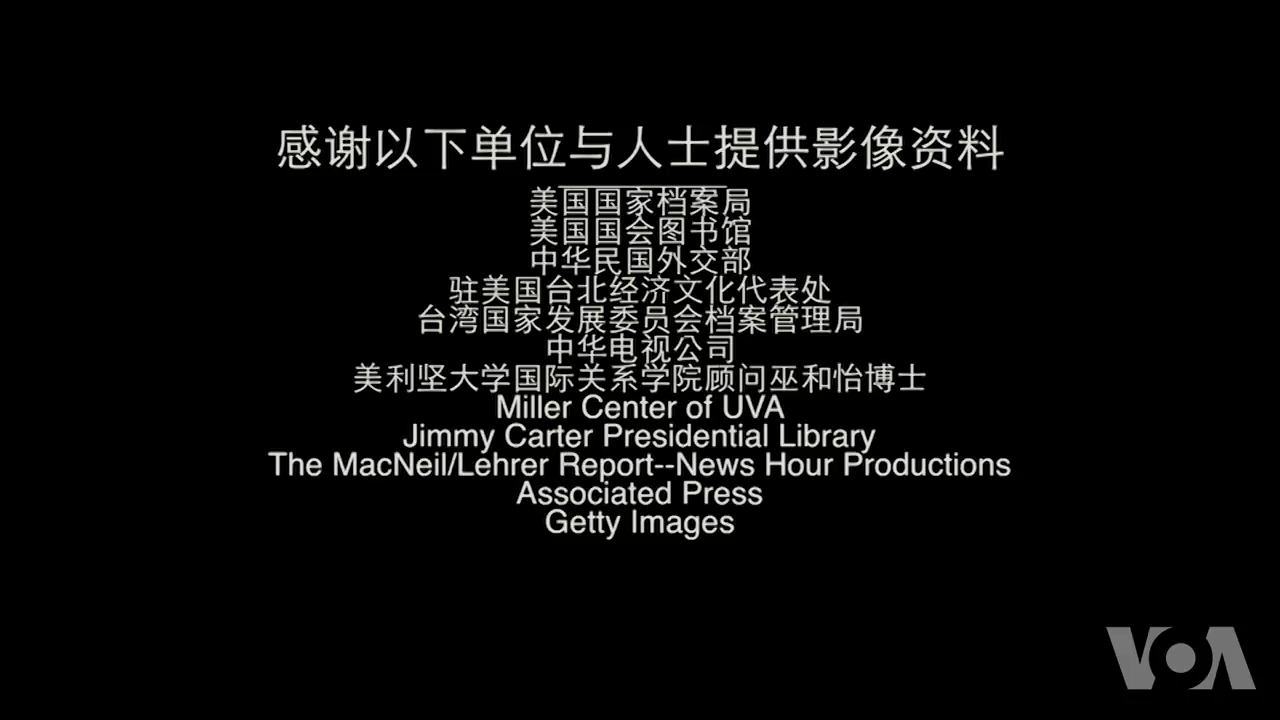 感谢以下单位与人士提供影像资料
美国国家档案局
美国国会图书馆
中华民国外交部
驻美国台北经济文化代表处
台湾国家发展委员会档案管理局
中华电视公司
美利坚大学国际关系学院顾问巫和怡博士
Miller Center of UVA
Jimmy Carter Presidential Library
The MacNeil/Lehrer Report--News Hour Productions
Associated Press
Getty Images
VOA